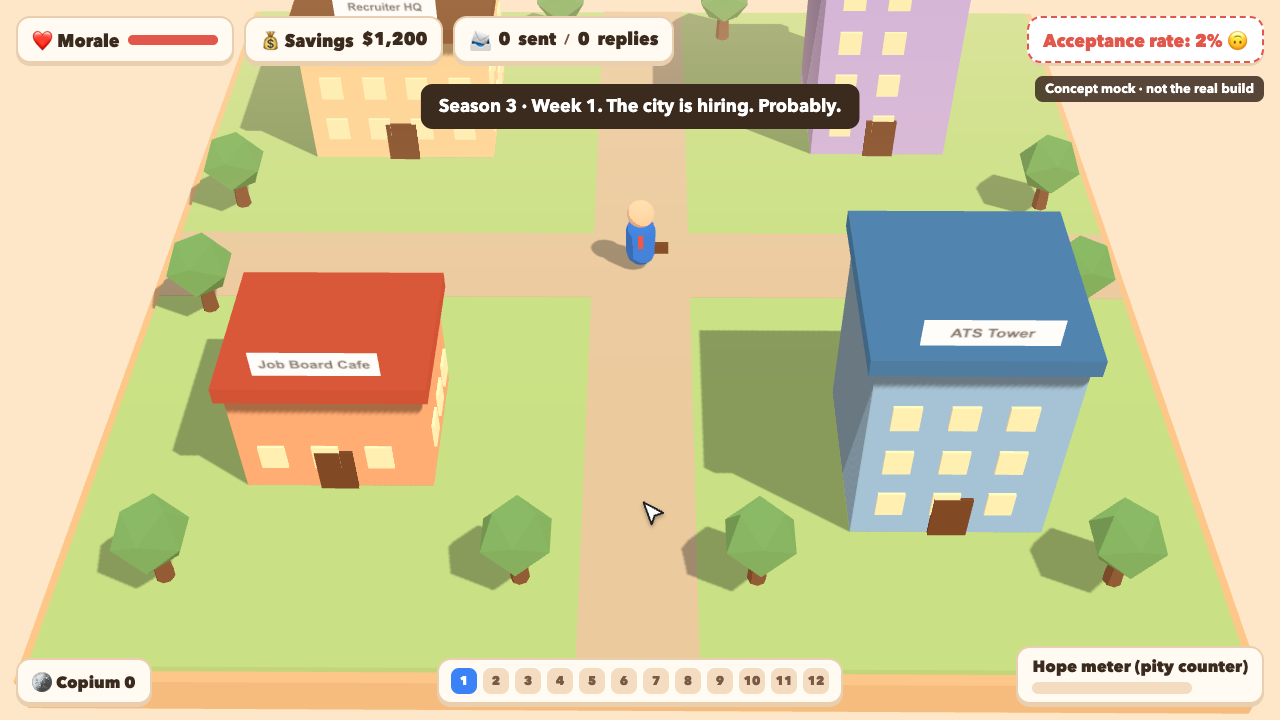 Recruiter HQ
Morale
Savings $1,200
0 sent / 0 replies
Acceptance rate: 2%
Concept mock · not the real build
Season 3 · Week 1. The city is hiring. Probably.
ATS Tower
Job Board Cafe
Copium 0
1 2 3 4 5 6 7 8 9 10 11 12
Hope meter (pity counter)